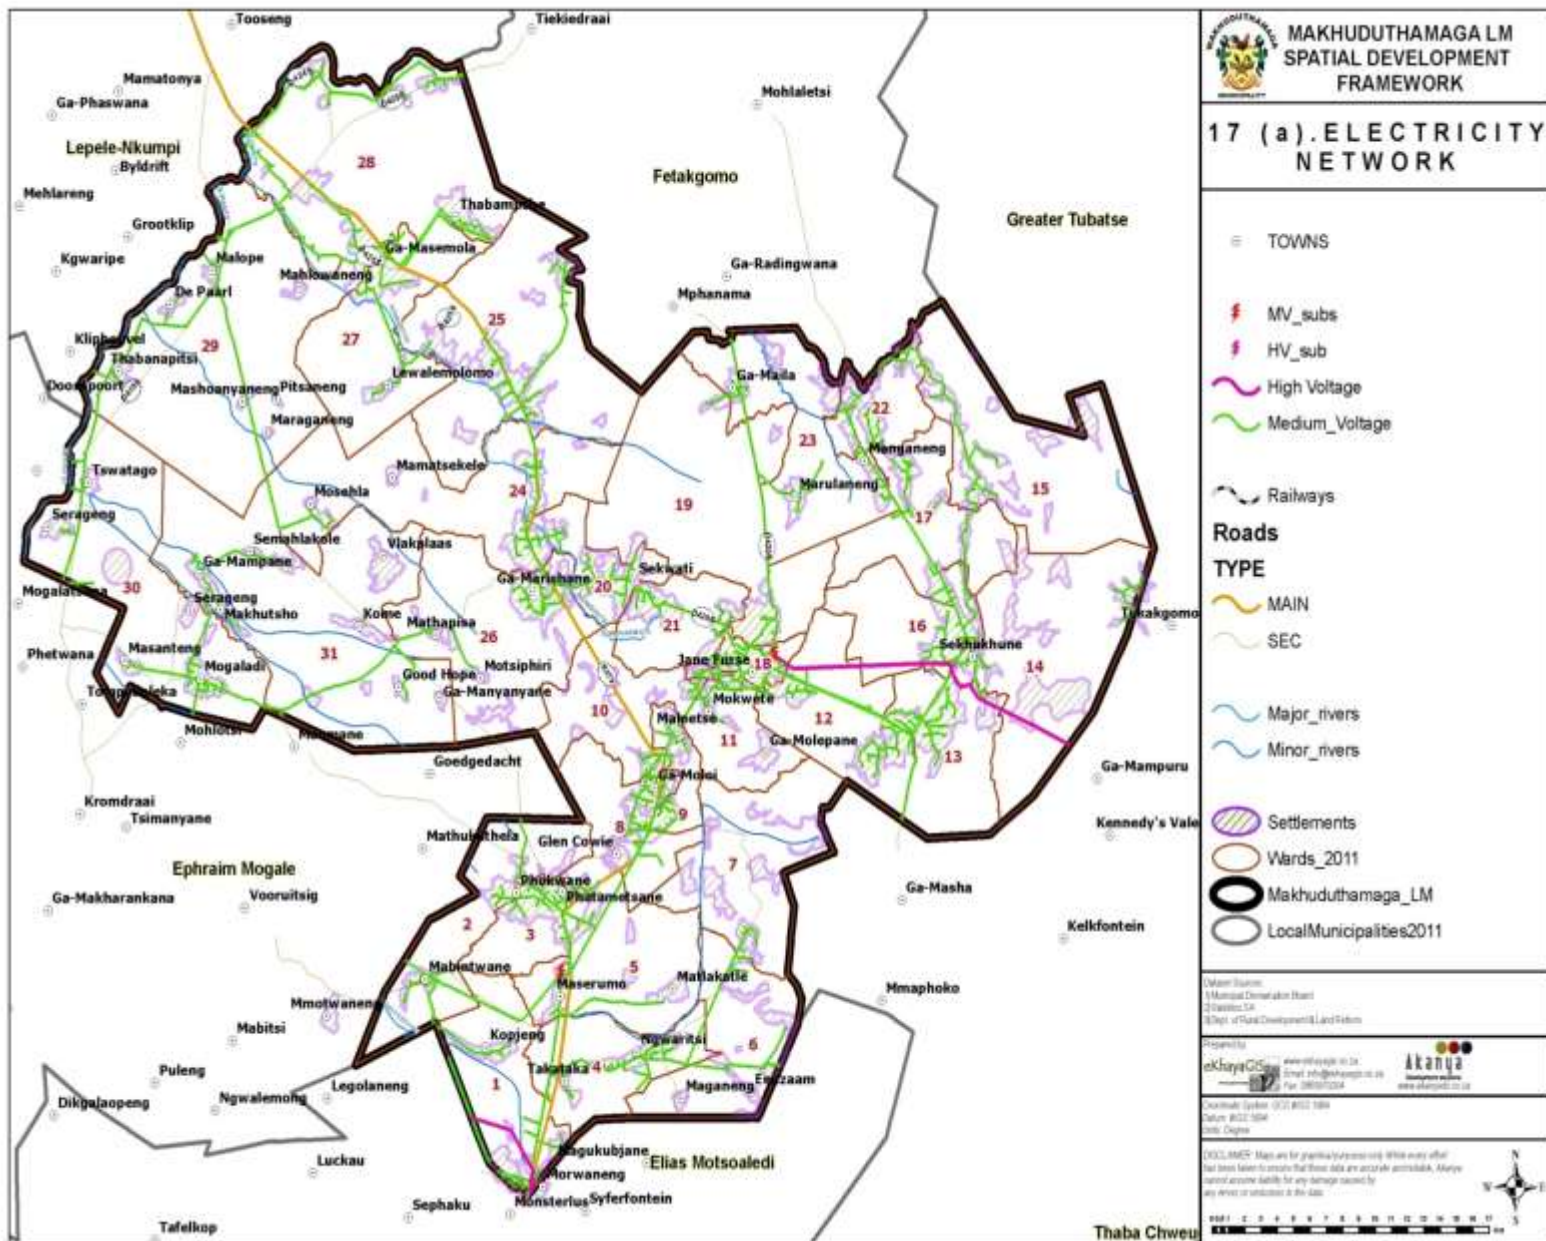 Tooseng
Tiekiedraai
Mamatonya
Ga-Phaswana
Mohlaletsi
Lepele-Nkumpi
Byldrift
28
Fetakgomo
Mehlareng
Greater Tubatse
Grootklip
Ga-Masemola
Kgwaripe
Malope
Mahlowaneng
Ga-Radingwana
De Paarl
Mphanama
25
29
27
Thabanapitsi
Lewalemolomo
Ga-Maila
Mashoanyaneng
Pitsaneng
22
Maraganeng
23
Manganeng
Mamatsekele
Tswatago
24
Marulaneng
15
Mosehla
19
Serageng
17
Semahlakole
Vlakplaas
Ga-Mampane
Ga-Marishane
Sekwati
20
30
Serageng
Makhutsho
Kome
Mathapisa
21
16
26
Masanteng
31
Sekhukhune
Phetwana
Mogaladi
Motsiphiri
Jane Furse
18
14
Good Hope
Ga-Manyanyane
Mokwete
10
12
Mohlotsi
11
Ga-Molepane
13
Goedgedacht
Ga-Moloi
Ga-Mampuru
Kromdraai
Tsimanyane
8
9
Kennedy's Vale
Glen Cowie
7
Ephraim Mogale
Phokwane
Vooruitsig
Phatametsane
Ga-Masha
Ga-Makharankana
2
3
Kelkfontein
5
Mabintwane
Maserumo
Matlakatle
Mmotwaneng
Mmaphoko
Mabitsi
Kopjeng
Ngwaritsi
6
Takataka
4
Puleng
1
Maganeng
Eenzaam
Legolaneng
Dikgalaopeng
Ngwalemong
Magukubjane
Luckau
Elias Motsoaledi
Morwaneng
Monsterlus
Syferfontein
Sephaku
Tafelkop
Thaba Chweu
MAKHUDUTHAMAGA LM
SPATIAL DEVELOPMENT
FRAMEWORK
17 (a).ELECTRICITY
NETWORK
TOWNS
MV_subs
HV_sub
High Voltage
Medium_Voltage
Railways
Roads
TYPE
MAIN
SEC
Major_rivers
Minor_rivers
Settlements
Wards_2011
Makhuduthamaga_LM
LocalMunicipalities2011
eKhayaGIS
Akanya
N
W
E
S